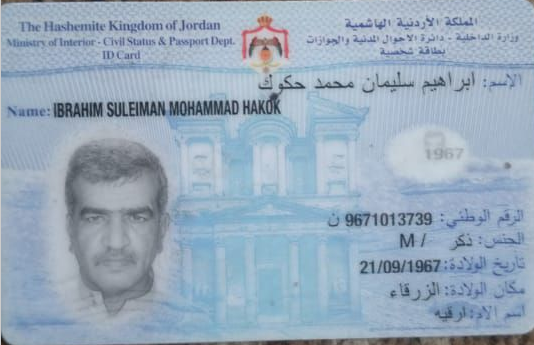 The Hashemite Kingdom of Jordan
Ministry of Interior - Civil Status & Passport Dept.
ID Card
المملكة الأردنية الهاشمية
وزارة الداخلية - دائرة الاحوال المدنية والجوازات
بطاقة شخصية
الإسم: ابراهيم سليمان محمد حكوك
Name: IBRAHIM SULEIMAN MOHAMMAD HAKOK
1967
الرقم الوطني: 9671013739 ن
الجنس: ذكر / M
تاريخ الولادة: 21/09/1967
مكان الولادة: الزرقاء
اسم الام: رقيه